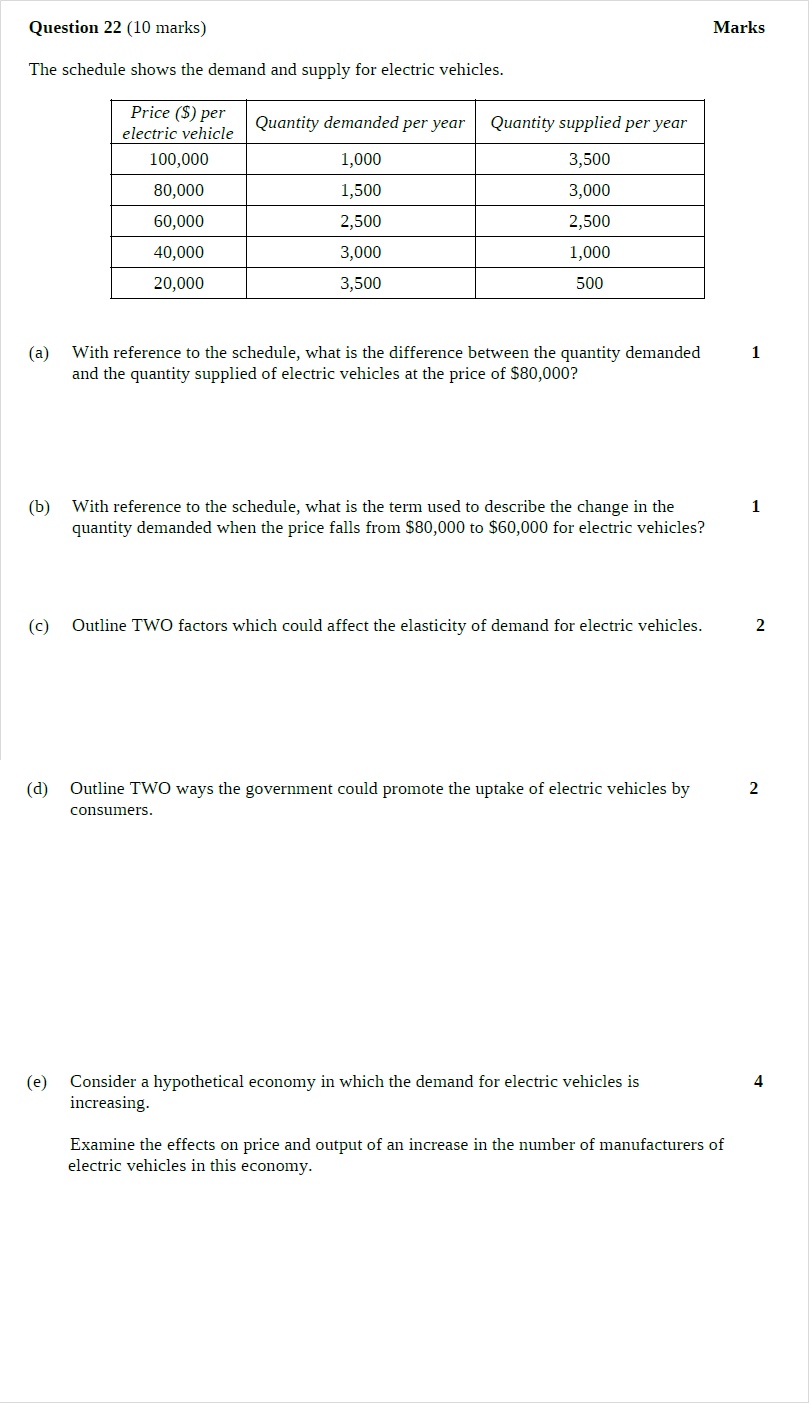 Question 22 (10 marks) Marks
The schedule shows the demand and supply for electric vehicles.
Price ($) per
electric vehicle
Quantity demanded per year
Quantity supplied per year
100,000 1,000 3,500
80,000 1,500 3,000
60,000 2,500 2,500
40,000 3,000 1,000
20,000 3,500 500
(a) With reference to the schedule, what is the difference between the quantity demanded 1
and the quantity supplied of electric vehicles at the price of $80,000?
(b) With reference to the schedule, what is the term used to describe the change in the 1
quantity demanded when the price falls from $80,000 to $60,000 for electric vehicles?
(c) Outline TWO factors which could affect the elasticity of demand for electric vehicles. 2
(d) Outline TWO ways the government could promote the uptake of electric vehicles by 2
consumers.
(e) Consider a hypothetical economy in which the demand for electric vehicles is 4
increasing.
Examine the effects on price and output of an increase in the number of manufacturers of
electric vehicles in this economy.